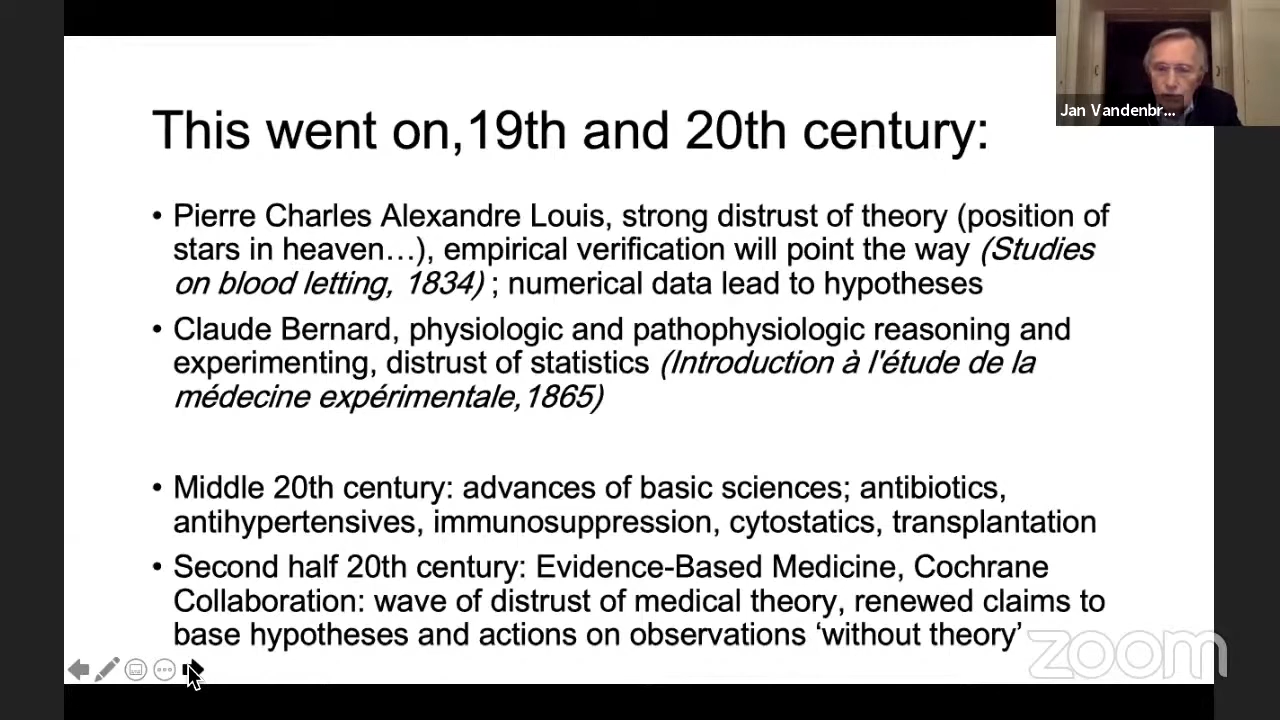 This went on,19th and 20th century:
Jan Vandenbr...
• Pierre Charles Alexandre Louis, strong distrust of theory (position of
stars in heaven…), empirical verification will point the way (Studies
on blood letting, 1834) ; numerical data lead to hypotheses
• Claude Bernard, physiologic and pathophysiologic reasoning and
experimenting, distrust of statistics (Introduction à l'étude de la
médecine expérimentale,1865)
• Middle 20th century: advances of basic sciences; antibiotics,
antihypertensives, immunosuppression, cytostatics, transplantation
• Second half 20th century: Evidence-Based Medicine, Cochrane
Collaboration: wave of distrust of medical theory, renewed claims to
base hypotheses and actions on observations ‘without theory’
zoom